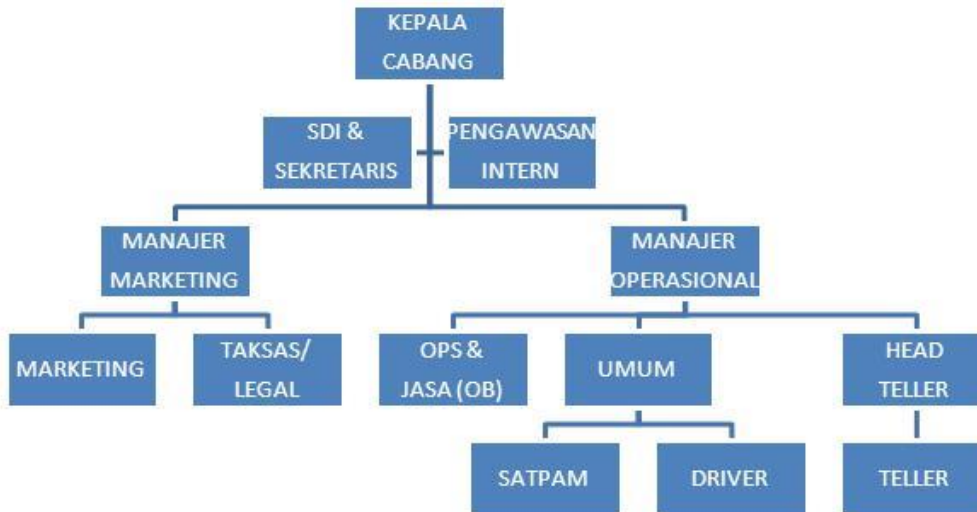 KEPALA
CABANG
SDI &
SEKRETARIS
PENGAWASAN
INTERN
MANAJER
MARKETING
MANAJER
OPERASIONAL
MARKETING
TAKSAS/
LEGAL
OPS &
JASA (OB)
UMUM
HEAD
TELLER
SATPAM
DRIVER
TELLER